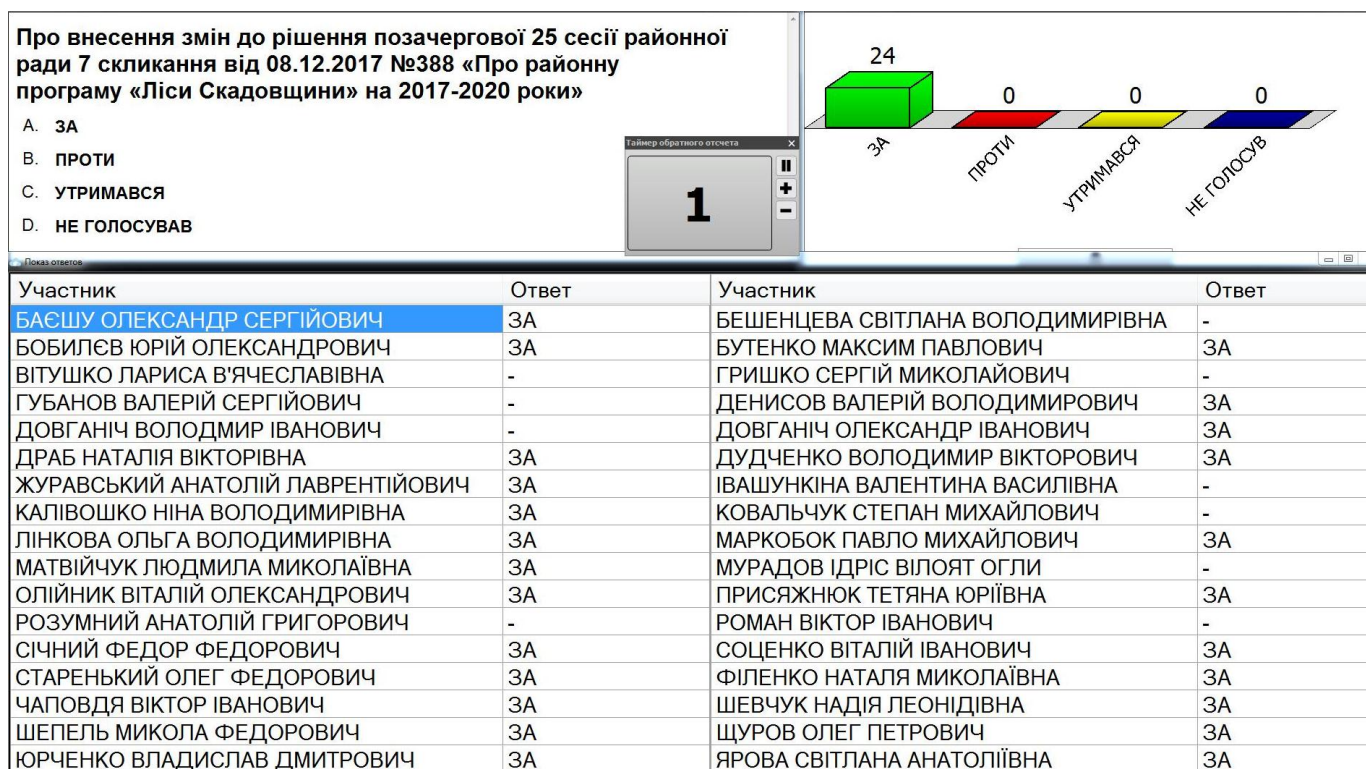 Про внесення змін до рішення позачергової 25 сесії районної
ради 7 скликання від 08.12.2017 №388 «Про районну
програму «Ліси Скадовщини» на 2017-2020 роки»
A. ЗА
B. ПРОТИ
C. УТРИМАВСЯ
D. НЕ ГОЛОСУВАВ
Таймер обратного отсчета
1
24 0 0 0
ЗА ПРОТИ УТРИМАВСЯ НЕ ГОЛОСУВ
Показ ответов
Участник Ответ Участник Ответ
БАЄШУ ОЛЕКСАНДР СЕРГІЙОВИЧ ЗА БЕШЕНЦЕВА СВІТЛАНА ВОЛОДИМИРІВНА -
БОБИЛЄВ ЮРІЙ ОЛЕКСАНДРОВИЧ ЗА БУТЕНКО МАКСИМ ПАВЛОВИЧ ЗА
ВІТУШКО ЛАРИСА В'ЯЧЕСЛАВІВНА - ГРИШКО СЕРГІЙ МИКОЛАЙОВИЧ -
ГУБАНОВ ВАЛЕРІЙ СЕРГІЙОВИЧ - ДЕНИСОВ ВАЛЕРІЙ ВОЛОДИМИРОВИЧ ЗА
ДОВГАНІЧ ВОЛОДМИР ІВАНОВИЧ - ДОВГАНІЧ ОЛЕКСАНДР ІВАНОВИЧ ЗА
ДРАБ НАТАЛІЯ ВІКТОРІВНА ЗА ДУДЧЕНКО ВОЛОДИМИР ВІКТОРОВИЧ ЗА
ЖУРАВСЬКИЙ АНАТОЛІЙ ЛАВРЕНТІЙОВИЧ ЗА ІВАШУНКІНА ВАЛЕНТИНА ВАСИЛІВНА -
КАЛІВОШКО НІНА ВОЛОДИМИРІВНА ЗА КОВАЛЬЧУК СТЕПАН МИХАЙЛОВИЧ -
ЛІНКОВА ОЛЬГА ВОЛОДИМИРІВНА ЗА МАРКОБОК ПАВЛО МИХАЙЛОВИЧ ЗА
МАТВІЙЧУК ЛЮДМИЛА МИКОЛАЇВНА ЗА МУРАДОВ ІДРІС ВІЛОЯТ ОГЛИ -
ОЛІЙНИК ВІТАЛІЙ ОЛЕКСАНДРОВИЧ ЗА ПРИСЯЖНЮК ТЕТЯНА ЮРІЇВНА ЗА
РОЗУМНИЙ АНАТОЛІЙ ГРИГОРОВИЧ - РОМАН ВІКТОР ІВАНОВИЧ -
СІЧНИЙ ФЕДОР ФЕДОРОВИЧ ЗА СОЦЕНКО ВІТАЛІЙ ІВАНОВИЧ ЗА
СТАРЕНЬКИЙ ОЛЕГ ФЕДОРОВИЧ ЗА ФІЛЕНКО НАТАЛЯ МИКОЛАЇВНА ЗА
ЧАПОВДЯ ВІКТОР ІВАНОВИЧ ЗА ШЕВЧУК НАДІЯ ЛЕОНІДІВНА ЗА
ШЕПЕЛЬ МИКОЛА ФЕДОРОВИЧ ЗА ЩУРОВ ОЛЕГ ПЕТРОВИЧ ЗА
ЮРЧЕНКО ВЛАДИСЛАВ ДМИТРОВИЧ ЗА ЯРОВА СВІТЛАНА АНАТОЛІЇВНА ЗА